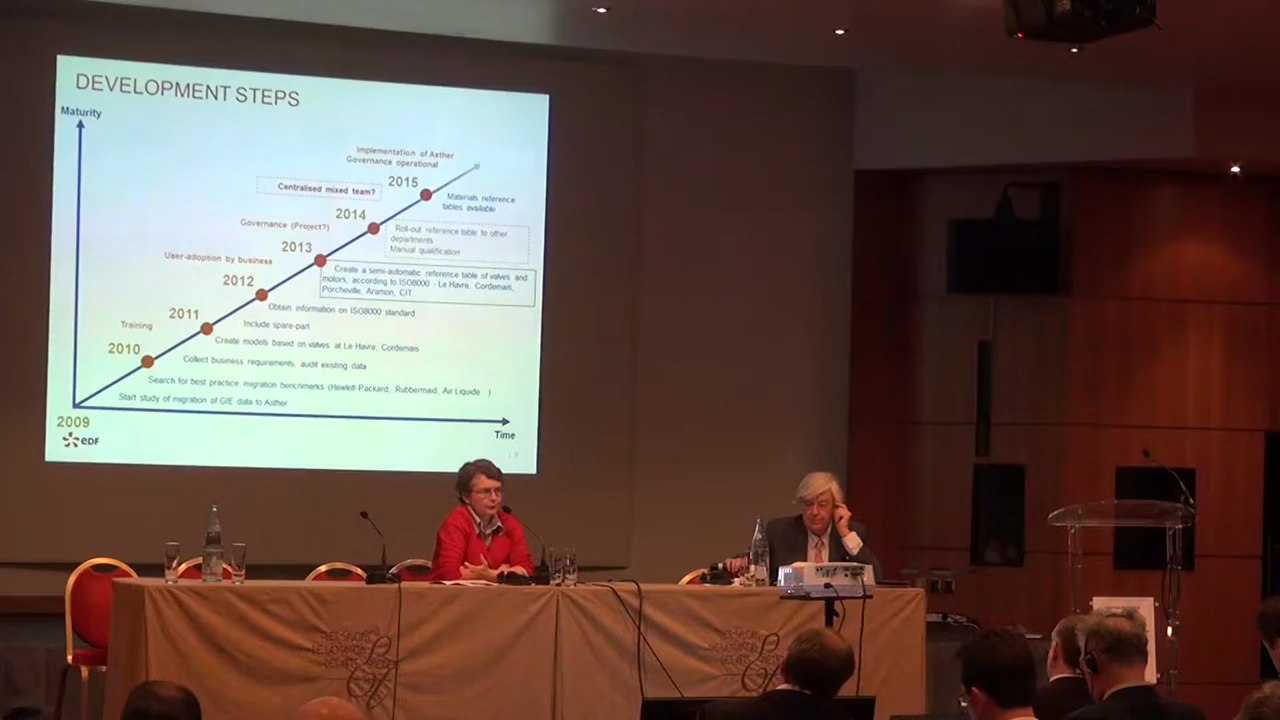 DEVELOPMENT STEPS
Maturity
Implementation of Asther
Governance operational
2015
Centralised mixed team?
Materials reference
tables available
2014
Governance (Project?)
Roll-out reference table to other
departments
Manual qualification
2013
User-adoption by business
Create a semi-automatic reference table of valves and
motors, according to ISO8000 - Le Havre, Cordemais,
Porcheville, Aramon, CIT
2012
Obtain information on ISO8000 standard
2011
Include spare-part
Training
Create models based on valves at Le Havre, Cordemais
2010
Collect business requirements, audit existing data
Search for best practice, migration benchmarks (Hewlett-Packard, Rubbermaid, Air Liquide )
Start study of migration of GIE data to Asther
2009
Time
eDF